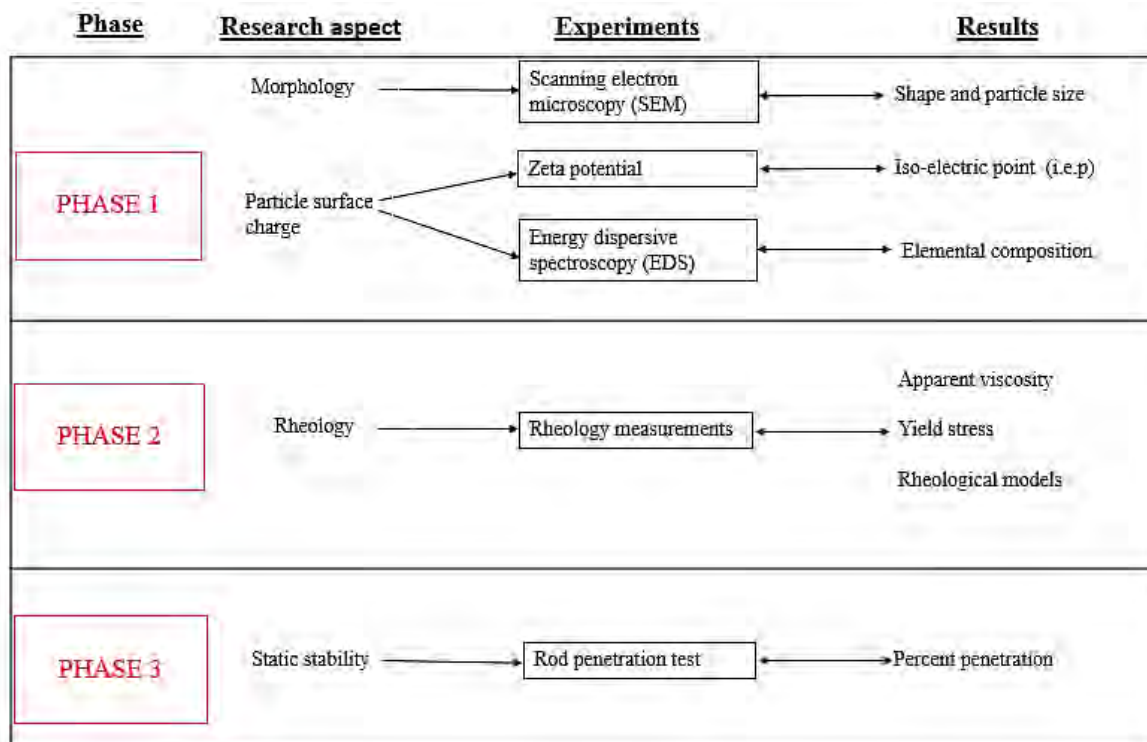 Phase Research aspect Experiments Results
Morphology
Scanning electron
microscopy (SEM)
Shape and particle size
PHASE 1
Particle surface
charge
Zeta potential
Iso-electric point (i.e.p)
Energy dispersive
spectroscopy (EDS)
Elemental composition
PHASE 2
Rheology
Rheology measurements
Apparent viscosity
Yield stress
Rheological models
PHASE 3
Static stability
Rod penetration test
Percent penetration